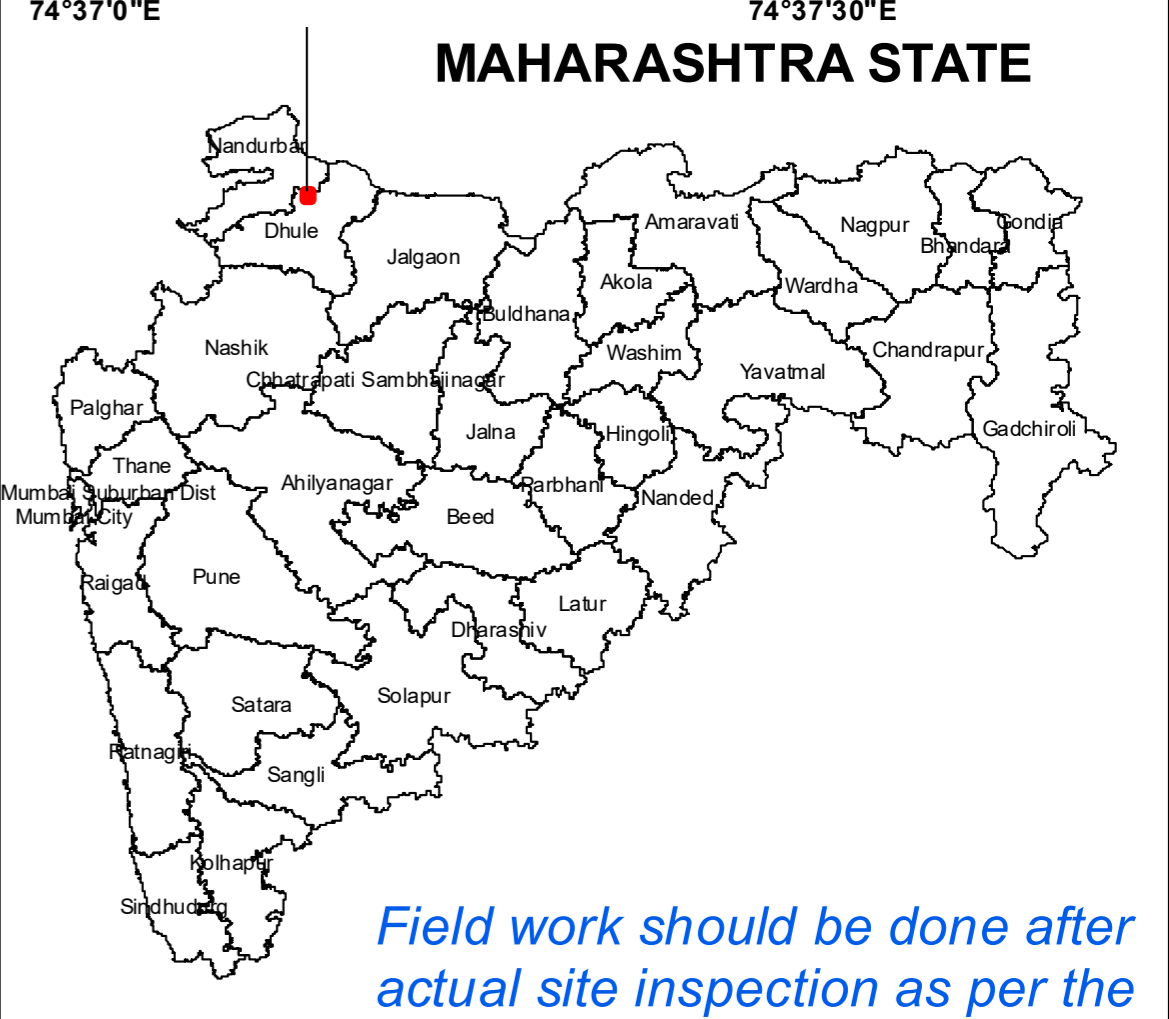 74°37'0"E 74°37'30"E
MAHARASHTRA STATE
Nandurbar
Dhule
Jalgaon
Amaravati
Nagpur
Gondia
Bhandara
Akola
Wardha
Buldhana
Nashik
Washim
Chandrapur
Chhatrapati Sambhajinagar
Yavatmal
Palghar
Jalna
Hingoli
Gadchiroli
Thane
Ahilyanagar
Parbhani
Nanded
Mumbai Suburban Dist
Mumbai City
Beed
Raigad
Pune
Latur
Dharashiv
Satara
Solapur
Ratnagiri
Sangli
Kolhapur
Sindhudurg
Field work should be done after
actual site inspection as per the